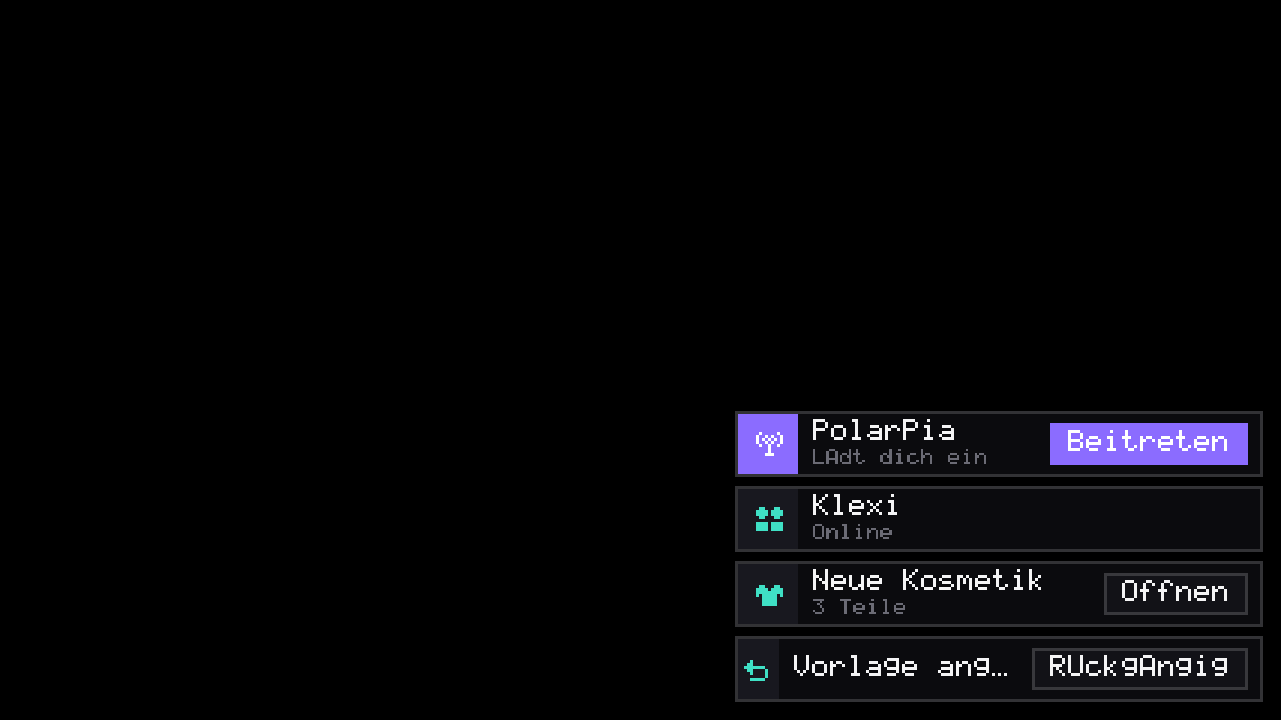 PolarPia
LAdt dich ein
Beitreten
Klexi
Online
Neue Kosmetik
3 Teile
Offnen
Vorlage ang…
RUckgAngig